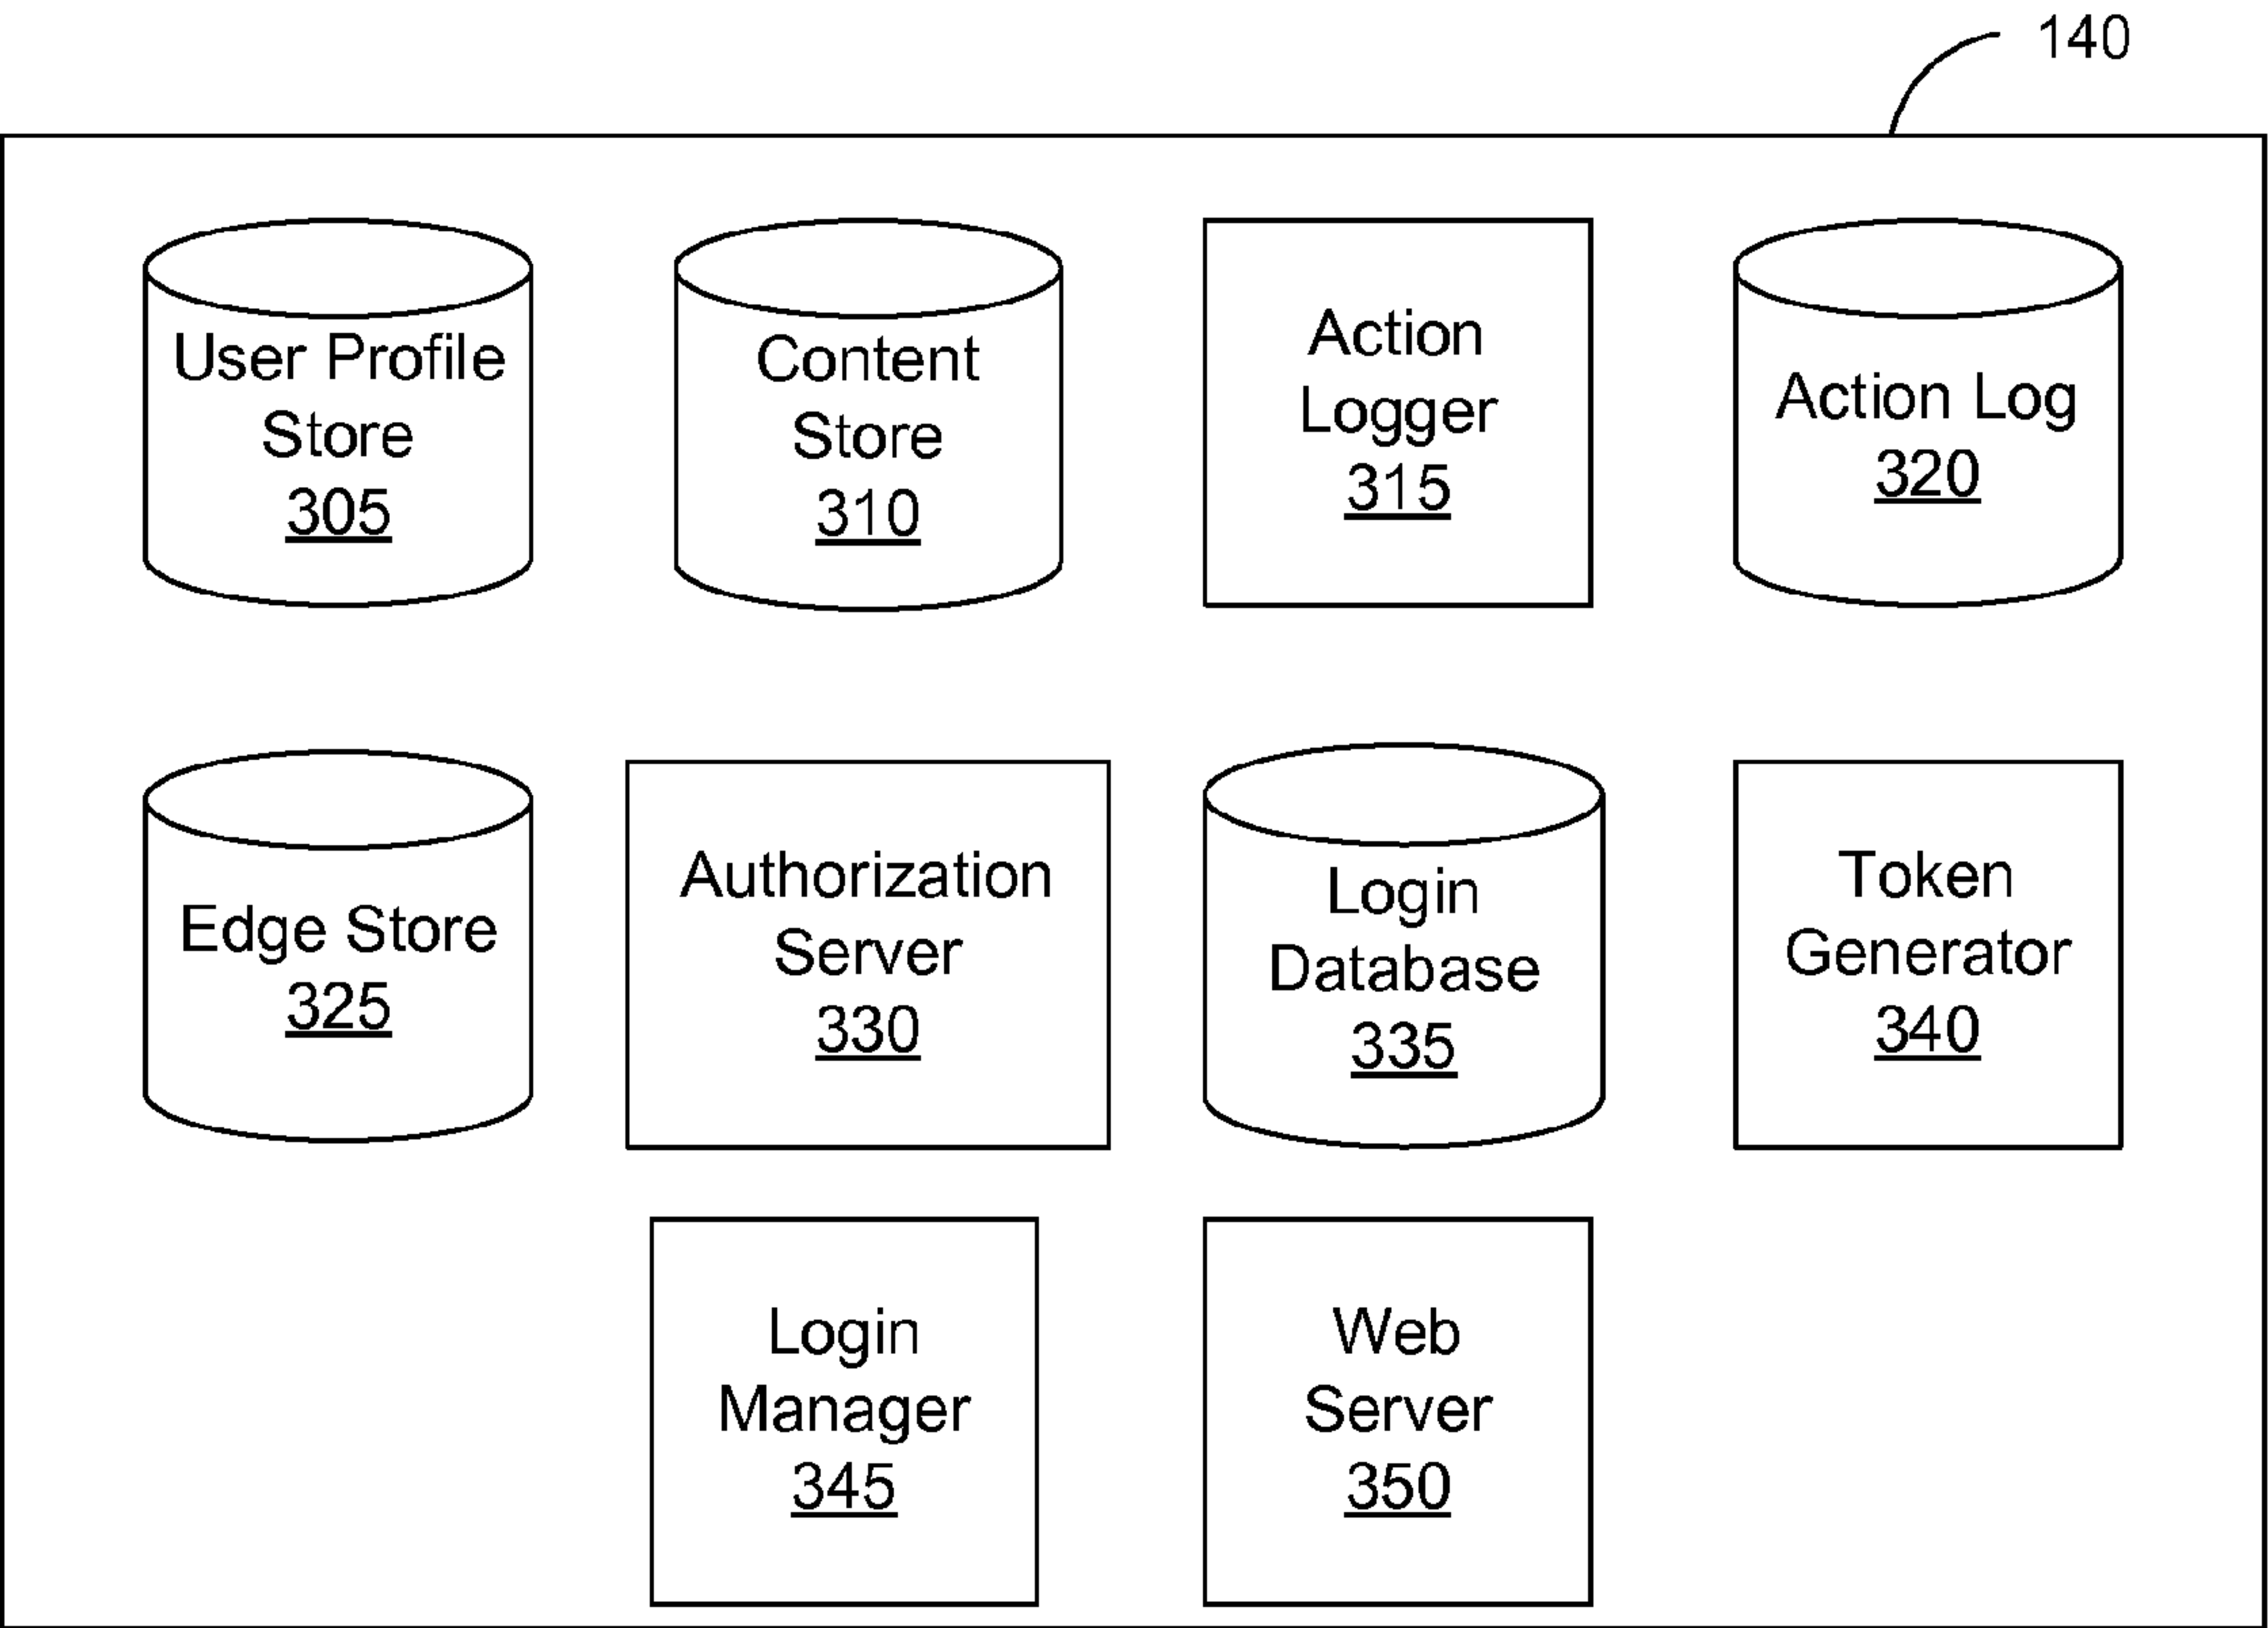 140
User Profile
Store
305
Content
Store
310
Action
Logger
315
Action Log
320
Edge Store
325
Authorization
Server
330
Login
Database
335
Token
Generator
340
Login
Manager
345
Web
Server
350